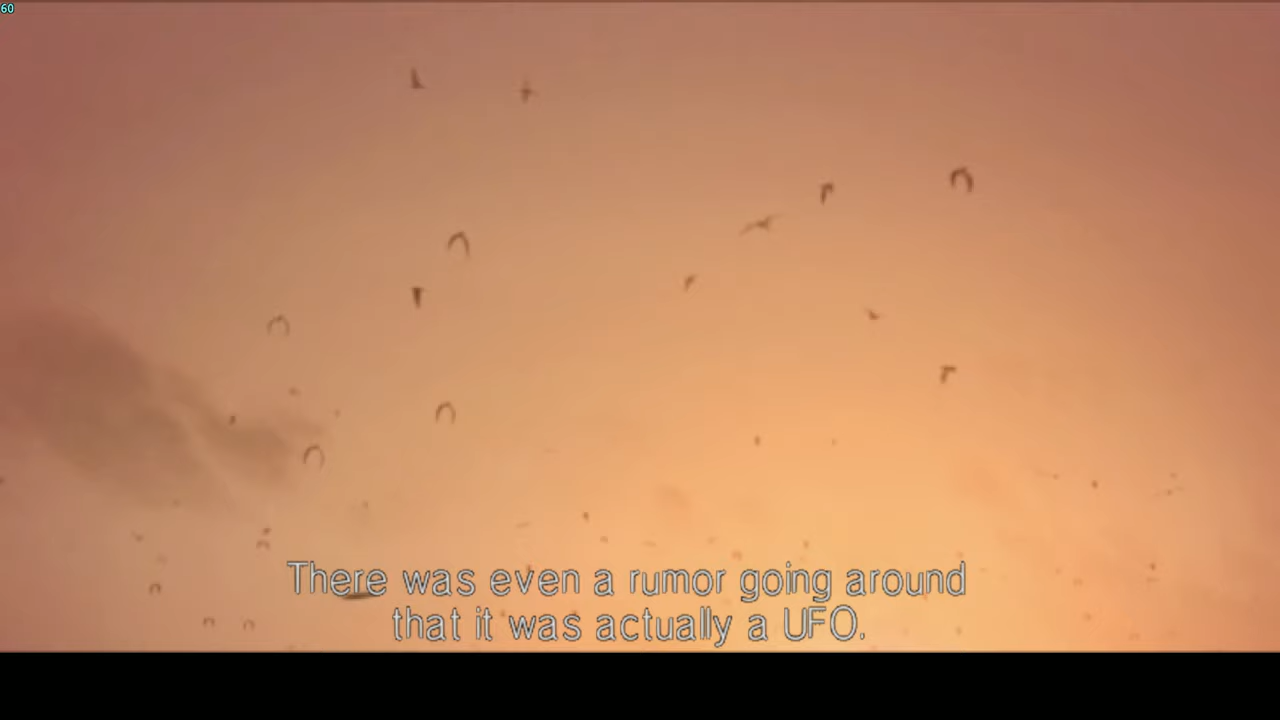 60
There was even a rumor going around
that it was actually a UFO.